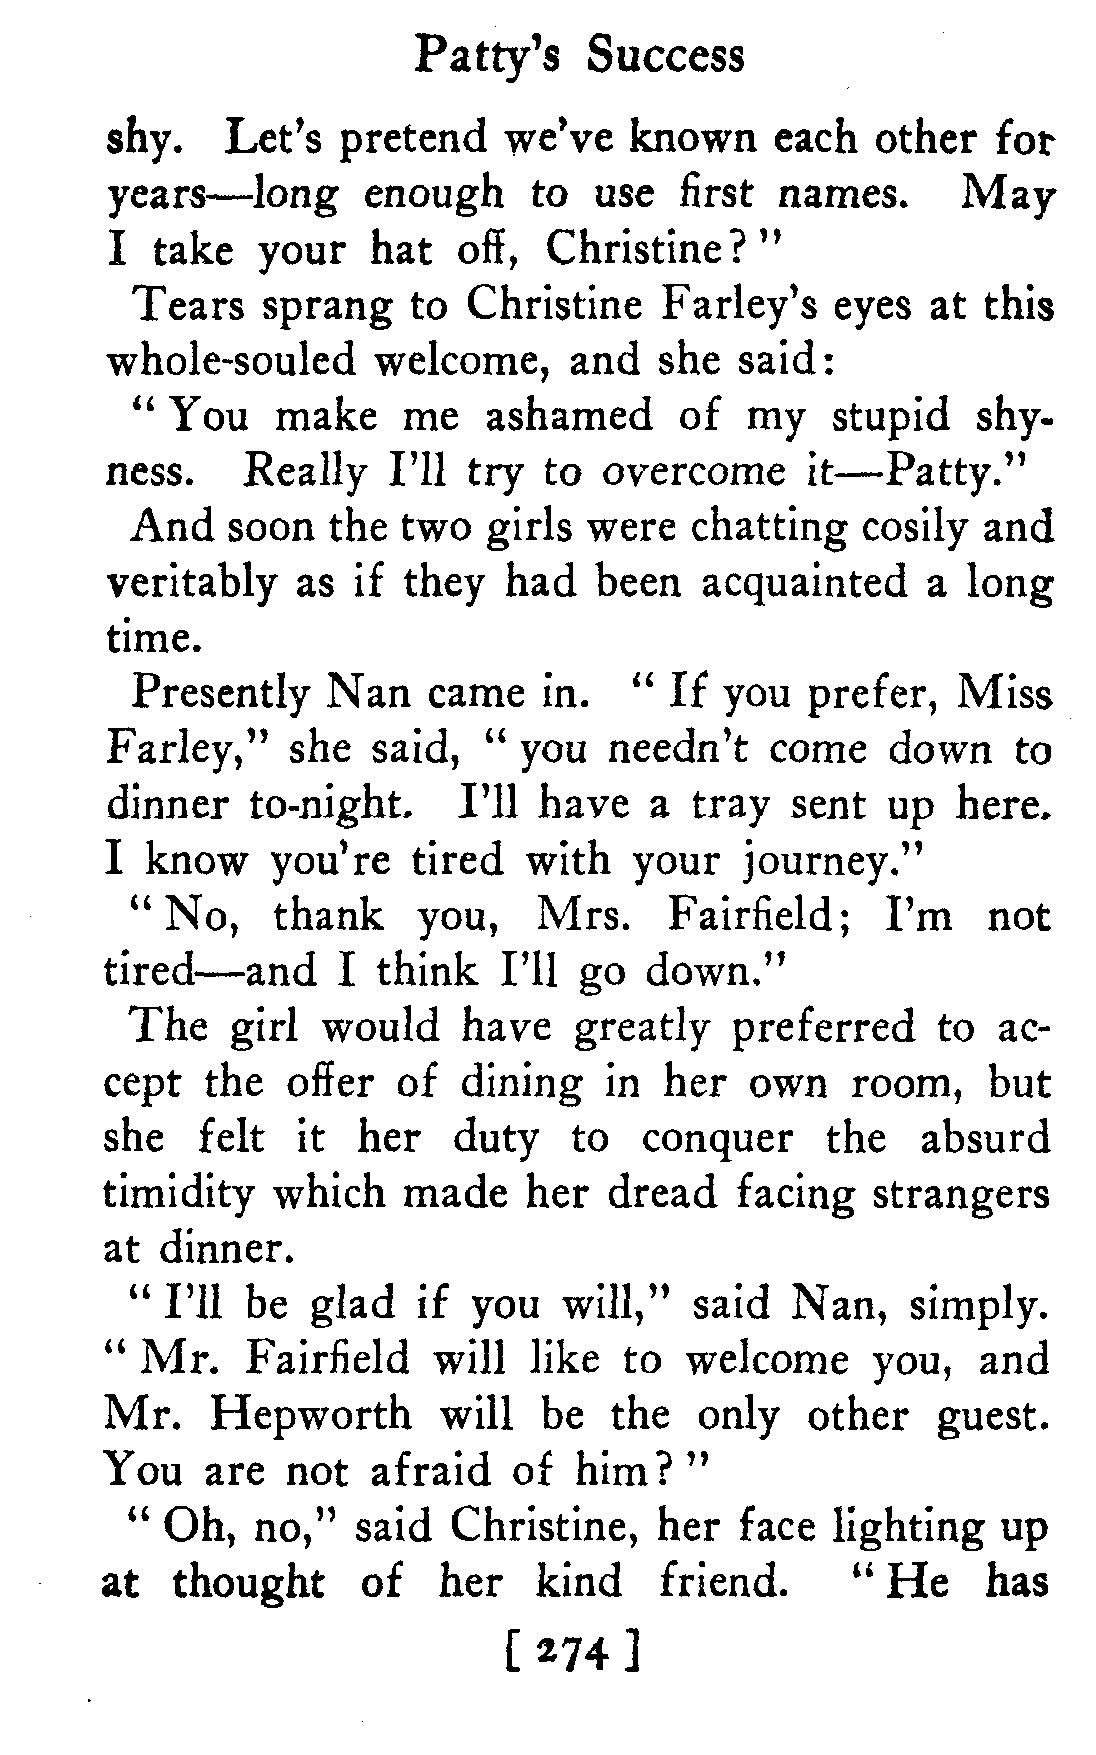 Patty's Success
shy. Let's pretend we've known each other for
years—long enough to use first names. May
I take your hat off, Christine?"
Tears sprang to Christine Farley's eyes at this
whole-souled welcome, and she said:
"You make me ashamed of my stupid shy-
ness. Really I'll try to overcome it—Patty."
And soon the two girls were chatting cosily and
veritably as if they had been acquainted a long
time.
Presently Nan came in. "If you prefer, Miss
Farley," she said, "you needn't come down to
dinner to-night. I'll have a tray sent up here.
I know you're tired with your journey."
"No, thank you, Mrs. Fairfield; I'm not
tired—and I think I'll go down."
The girl would have greatly preferred to ac-
cept the offer of dining in her own room, but
she felt it her duty to conquer the absurd
timidity which made her dread facing strangers
at dinner.
"I'll be glad if you will," said Nan, simply.
"Mr. Fairfield will like to welcome you, and
Mr. Hepworth will be the only other guest.
You are not afraid of him?"
"Oh, no," said Christine, her face lighting up
at thought of her kind friend. "He has
[ 274 ]